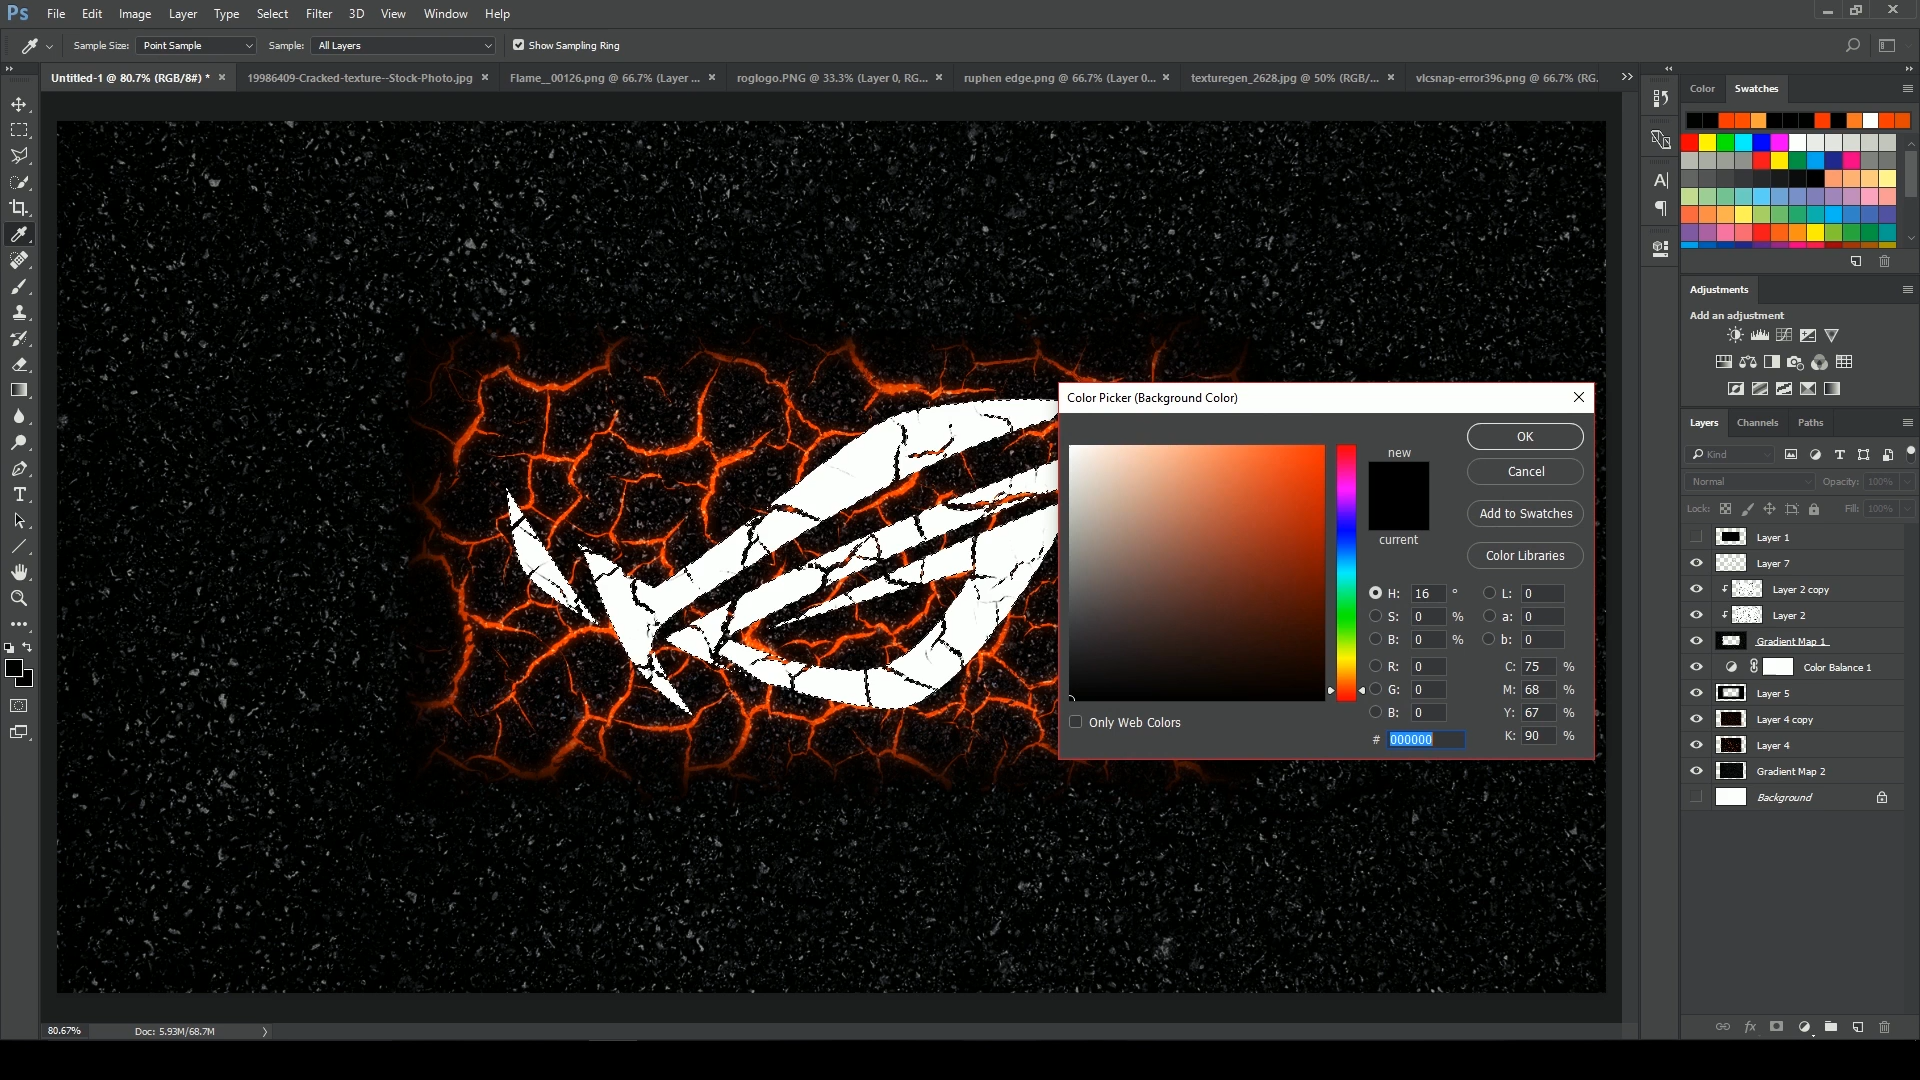 Ps File Edit Image Layer Type Select Filter 3D View Window Help
Sample Size: Point Sample Sample: All Layers Show Sampling Ring
Untitled-1 @ 80.7% (RGB/8#) * × 19986409-Cracked-texture--Stock-Photo.jpg × Flame__00126.png @ 66.7% (Layer ... × roglogo.PNG @ 33.3% (Layer 0, RG... × ruphen edge.png @ 66.7% (Layer 0... × texturegen_2628.jpg @ 50% (RGB/... × vlcsnap-error396.png @ 66.7% (RG.
Color Swatches
Adjustments
Add an adjustment
Layers Channels Paths
Kind
Normal Opacity: 100%
Lock: Fill: 100%
Layer 1
Layer 7
Layer 2 copy
Layer 2
Gradient Map 1
Color Balance 1
Layer 5
Layer 4 copy
Layer 4
Gradient Map 2
Background
Color Picker (Background Color)
new
current
OK
Cancel
Add to Swatches
Color Libraries
H: 16 ° L: 0
S: 0 % a: 0
B: 0 % b: 0
R: 0 C: 75 %
G: 0 M: 68 %
B: 0 Y: 67 %
# 000000 K: 90 %
Only Web Colors
80.67% Doc: 5.93M/68.7M